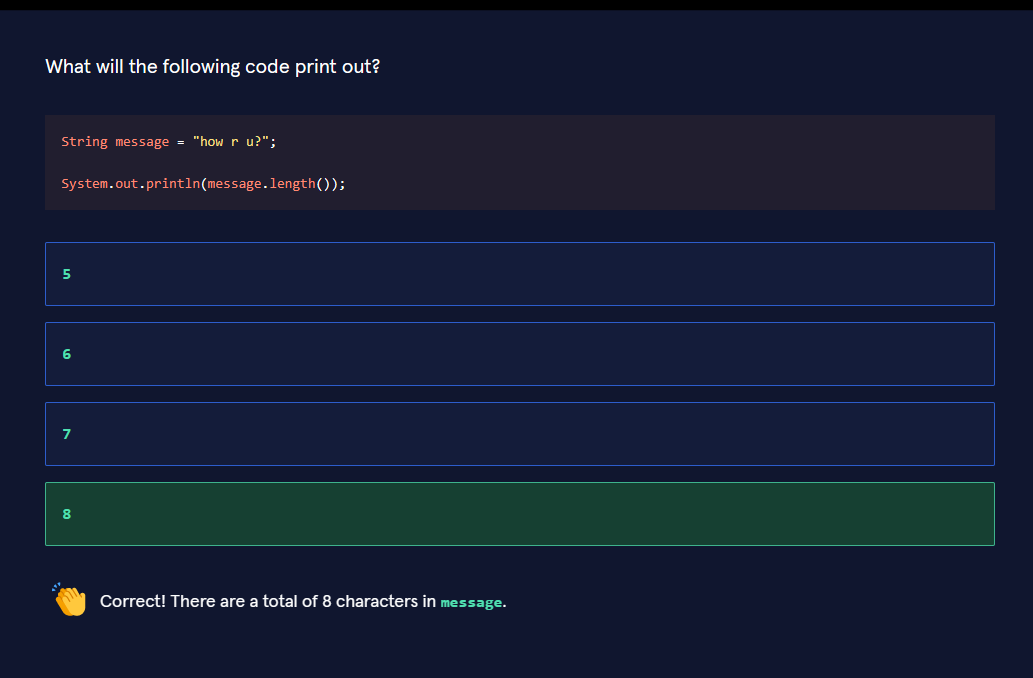 What will the following code print out?
String message = "how r u?";
System.out.println(message.length());
5
6
7
8
Correct! There are a total of 8 characters in message.